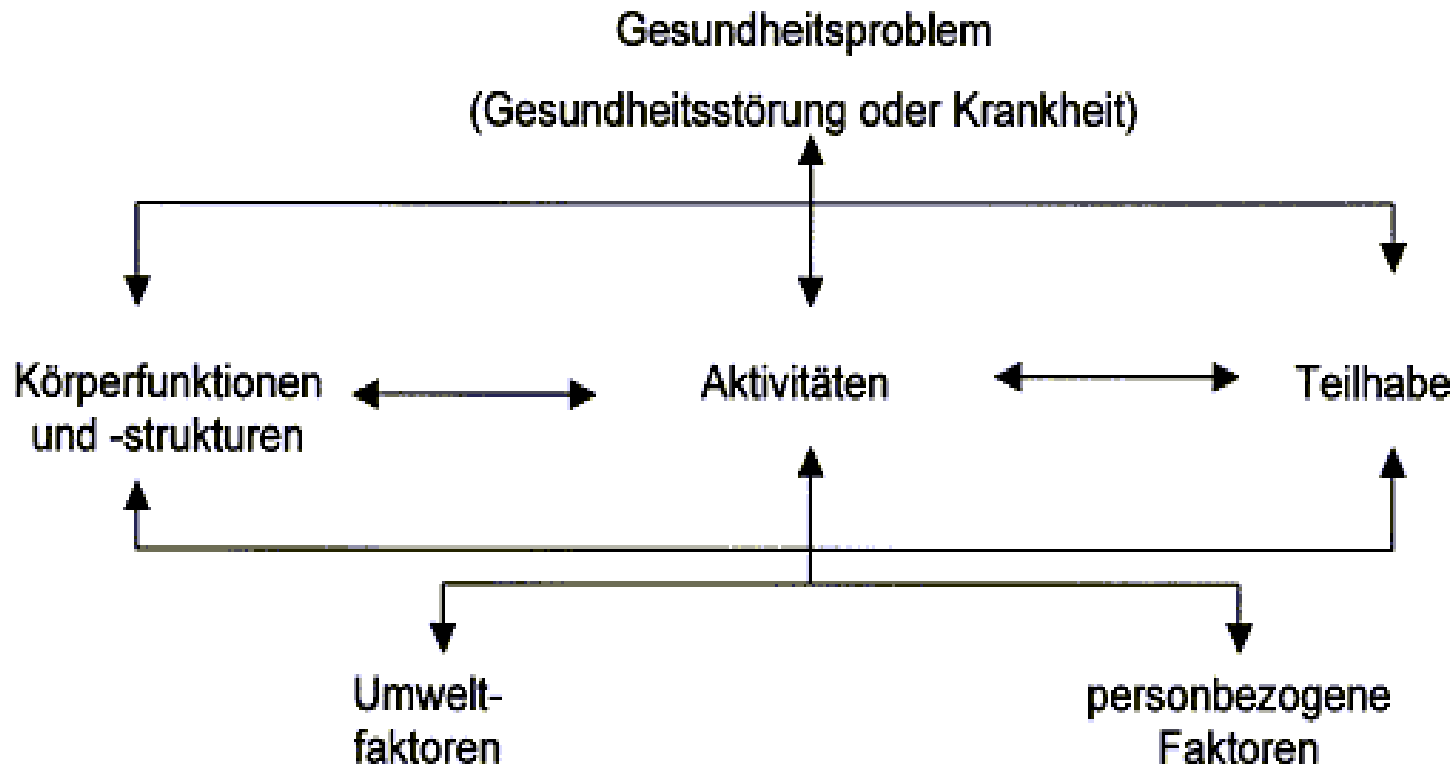 Gesundheitsproblem
(Gesundheitsstörung oder Krankheit)
Körperfunktionen
und -strukturen
Aktivitäten
Teilhabe
Umwelt-
faktoren
personbezogene
Faktoren